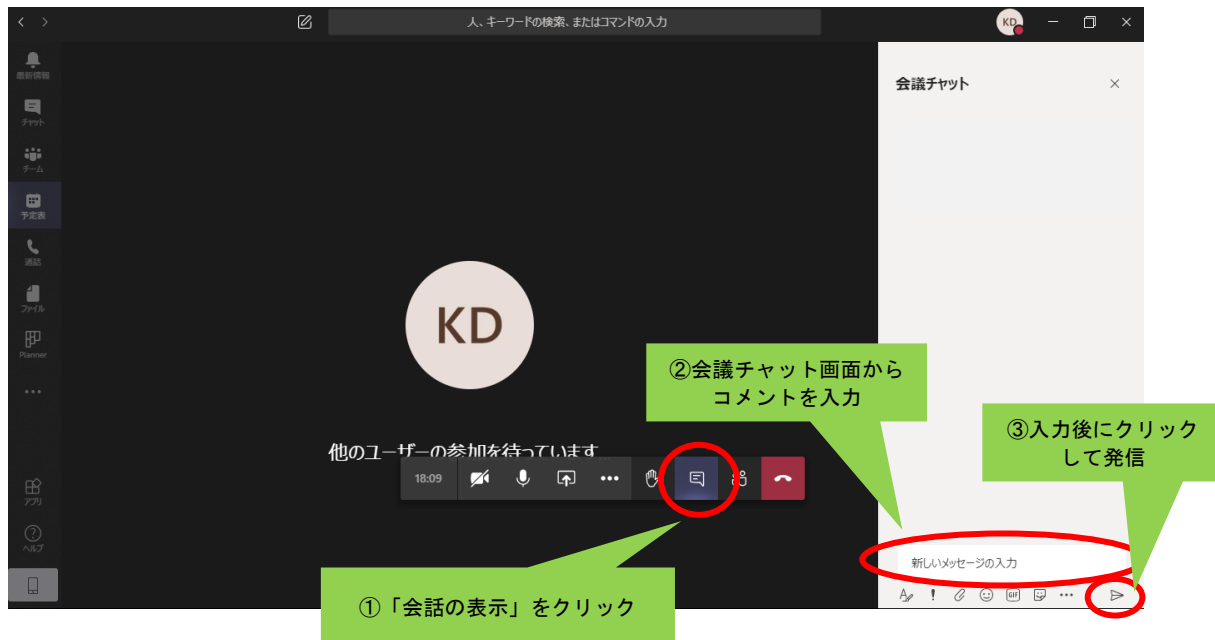 人、キーワードの検索、またはコマンドの入力
KD
最新情報
チャット
チーム
予定表
通話
ファイル
Planner
アプリ
ヘルプ
会議チャット
KD
他のユーザーの参加を待っています...
18:09
②会議チャット画面から
コメントを入力
③入力後にクリック
して発信
新しいメッセージの入力
GIF
①「会話の表示」をクリック